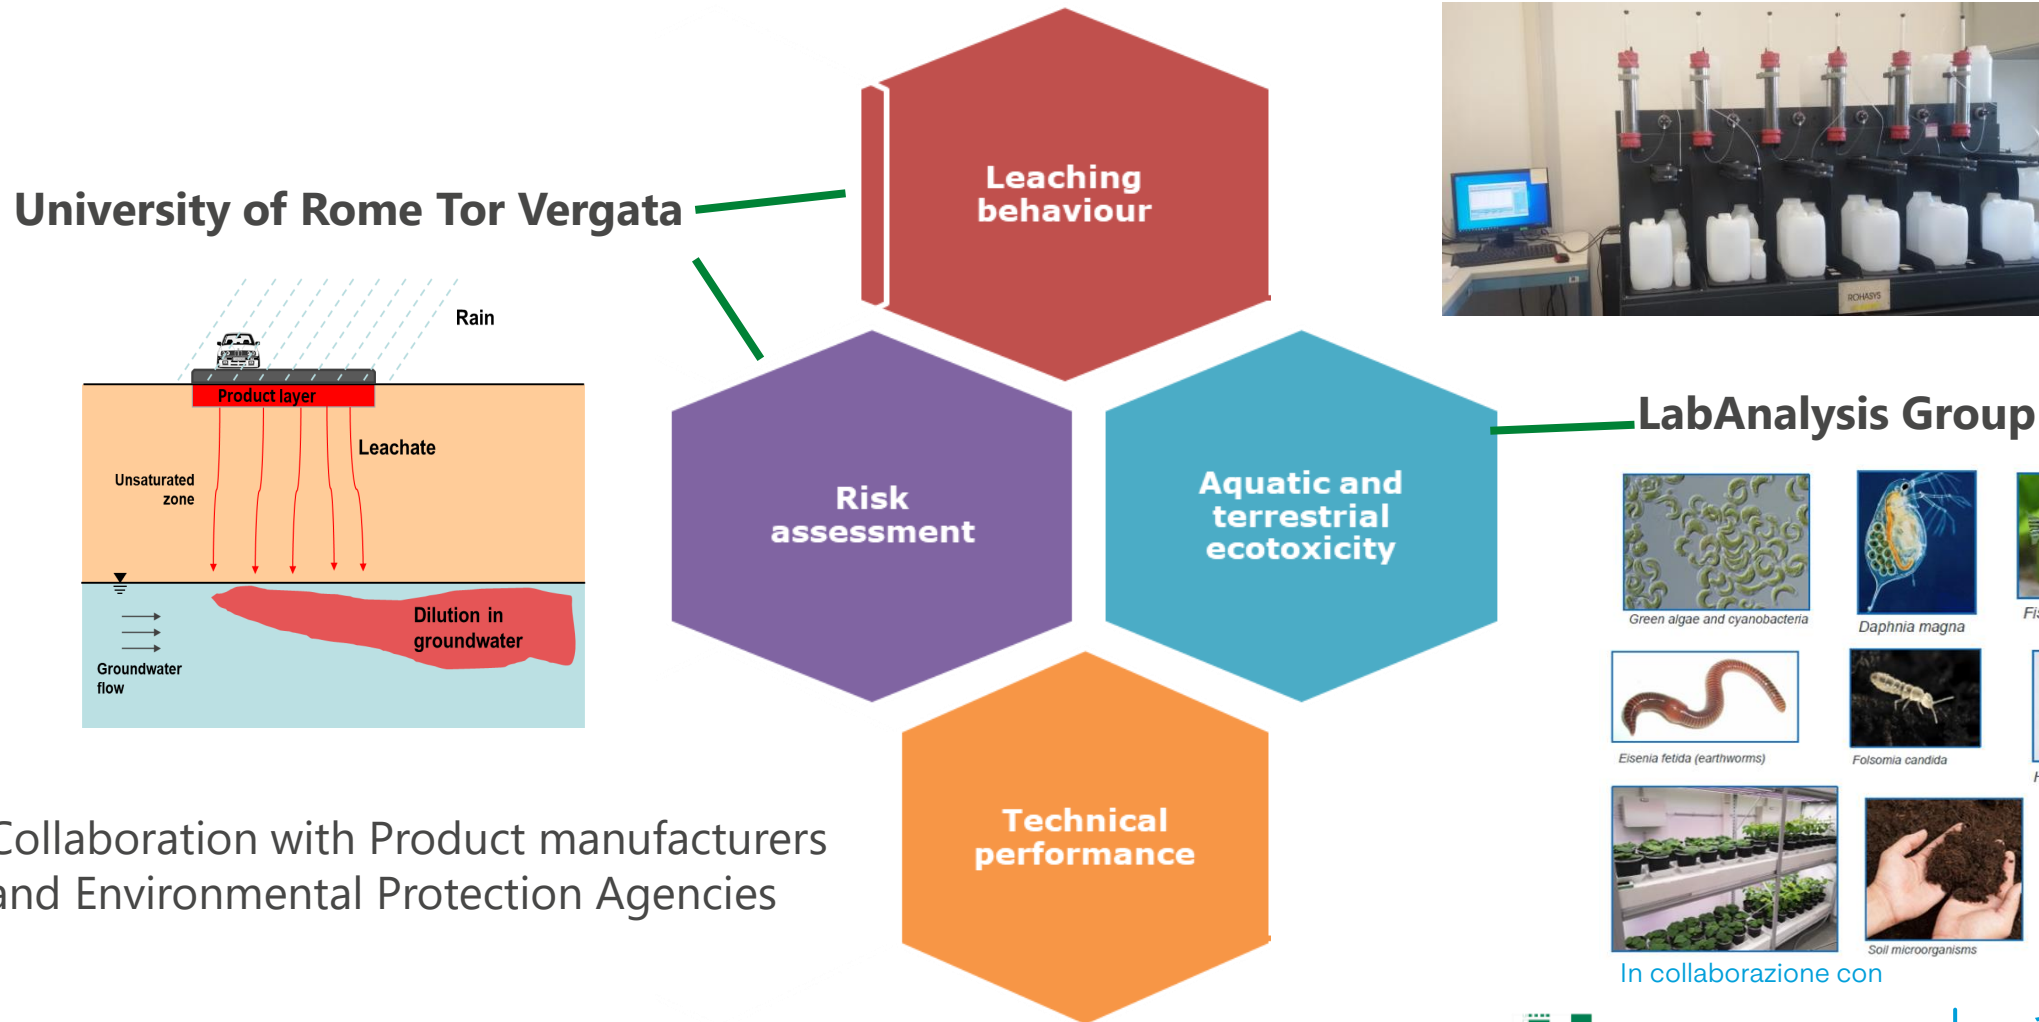 Leaching
behaviour
University of Rome Tor Vergata
Rain
Product layer
Leachate
Unsaturated
zone
Dilution in
groundwater
Groundwater
flow
Risk
assessment
Aquatic and
terrestrial
ecotoxicity
Technical
performance
ROHASYS
LabAnalysis Group
Green algae and cyanobacteria
Daphnia magna
Eisenia fetida (earthworms)
Folsomia candida
Soil microorganisms
In collaborazione con
Collaboration with Product manufacturers
and Environmental Protection Agencies